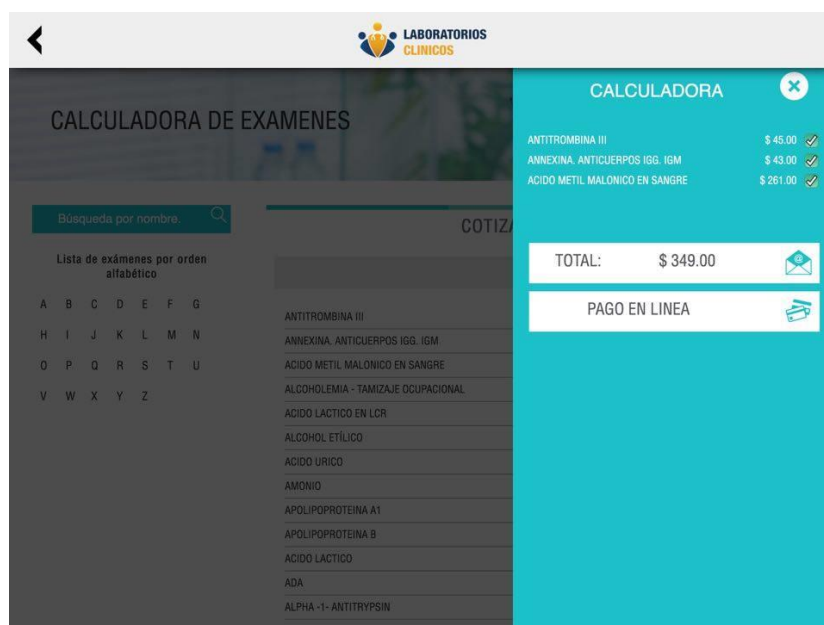 LABORATORIOS
CLINICOS
CALCULADORA DE EXAMENES
Búsqueda por nombre.
Lista de exámenes por orden
alfabético
A B C D E F G
H I J K L M N
O P Q R S T U
V W X Y Z
COTIZA
ANTITROMBINA III
ANNEXINA. ANTICUERPOS IGG. IGM
ACIDO METIL MALONICO EN SANGRE
ALCOHOLEMIA - TAMIZAJE OCUPACIONAL
ACIDO LACTICO EN LCR
ALCOHOL ETÍLICO
ACIDO URICO
AMONIO
APOLIPOPROTEINA A1
APOLIPOPROTEINA B
ACIDO LACTICO
ADA
ALPHA -1- ANTITRYPSIN
CALCULADORA
ANTITROMBINA III $ 45.00
ANNEXINA. ANTICUERPOS IGG. IGM $ 43.00
ACIDO METIL MALONICO EN SANGRE $ 261.00
TOTAL: $ 349.00
PAGO EN LINEA